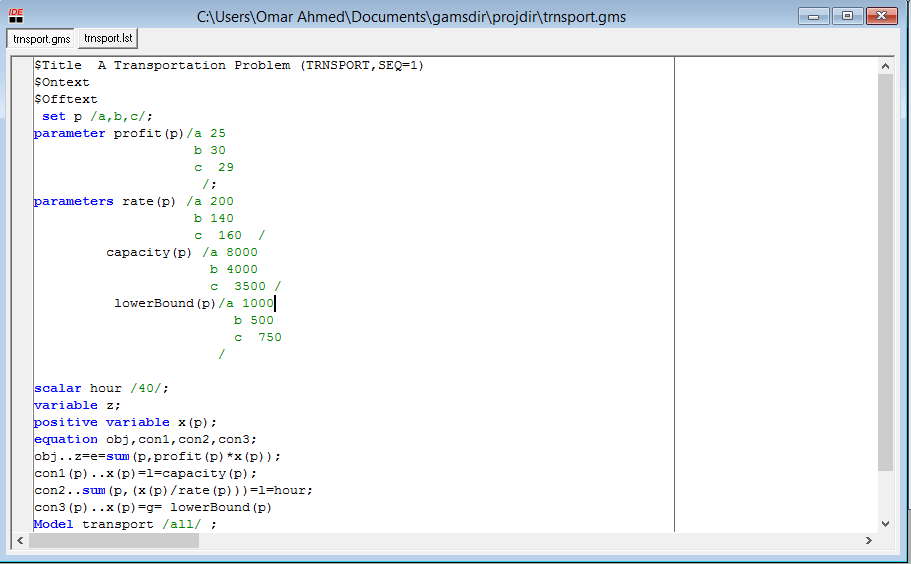 IDE
C:\Users\Omar Ahmed\Documents\gamsdir\projdir\trnsport.gms
trnsport.gms trnsport.lst
$Title  A Transportation Problem (TRNSPORT,SEQ=1)
$Ontext
$Offtext
set p /a,b,c/;
parameter profit(p)/a 25
b 30
c  29
/;
parameters rate(p) /a 200
b 140
c  160  /
capacity(p) /a 8000
b 4000
c  3500 /
lowerBound(p)/a 1000
b 500
c  750
/
scalar hour /40/;
variable z;
positive variable x(p);
equation obj,con1,con2,con3;
obj..z=e=sum(p,profit(p)*x(p));
con1(p)..x(p)=l=capacity(p);
con2..sum(p,(x(p)/rate(p)))=l=hour;
con3(p)..x(p)=g= lowerBound(p)
Model transport /all/ ;